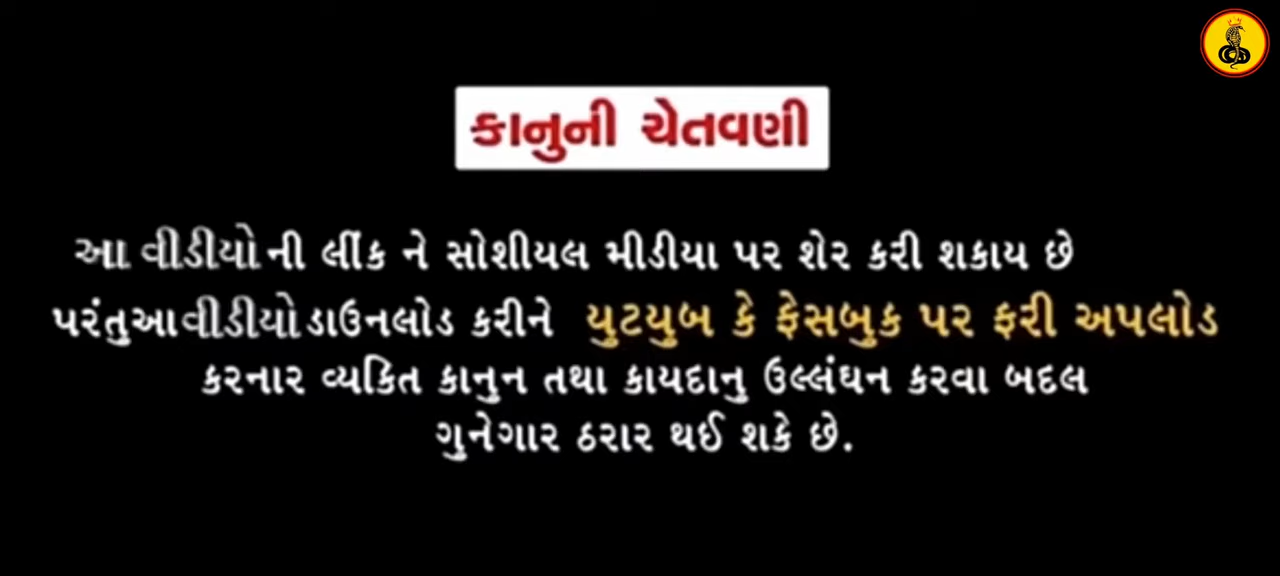 કાનુની ચેતવણી
આ વીડીયો ની લીંક ને સોશીયલ મીડીયા પર શેર કરી શકાય છે
પરંતુઆવીડીયો ડાઉનલોડ કરીને યુટયુબ કે ફેસબુક પર ફરી અપલોડ
કરનાર વ્યકિત કાનુન તથા કાયદાનુ ઉલ્લંઘન કરવા બદલ
ગુનેગાર ઠરાર થઈ શકે છે.